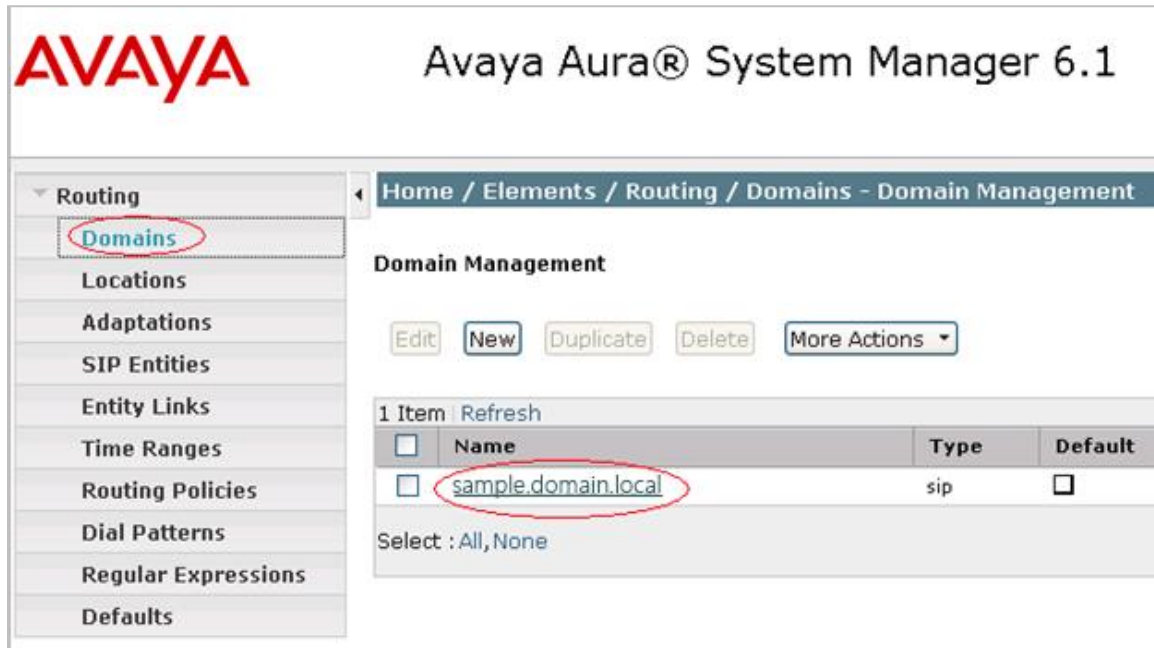 AVAYA
Avaya Aura® System Manager 6.1
Routing
Domains
Locations
Adaptations
SIP Entities
Entity Links
Time Ranges
Routing Policies
Dial Patterns
Regular Expressions
Defaults
Home / Elements / Routing / Domains - Domain Management
Domain Management
Edit New Duplicate Delete More Actions
1 Item Refresh
Name Type Default
sample.domain.local sip
Select : All, None